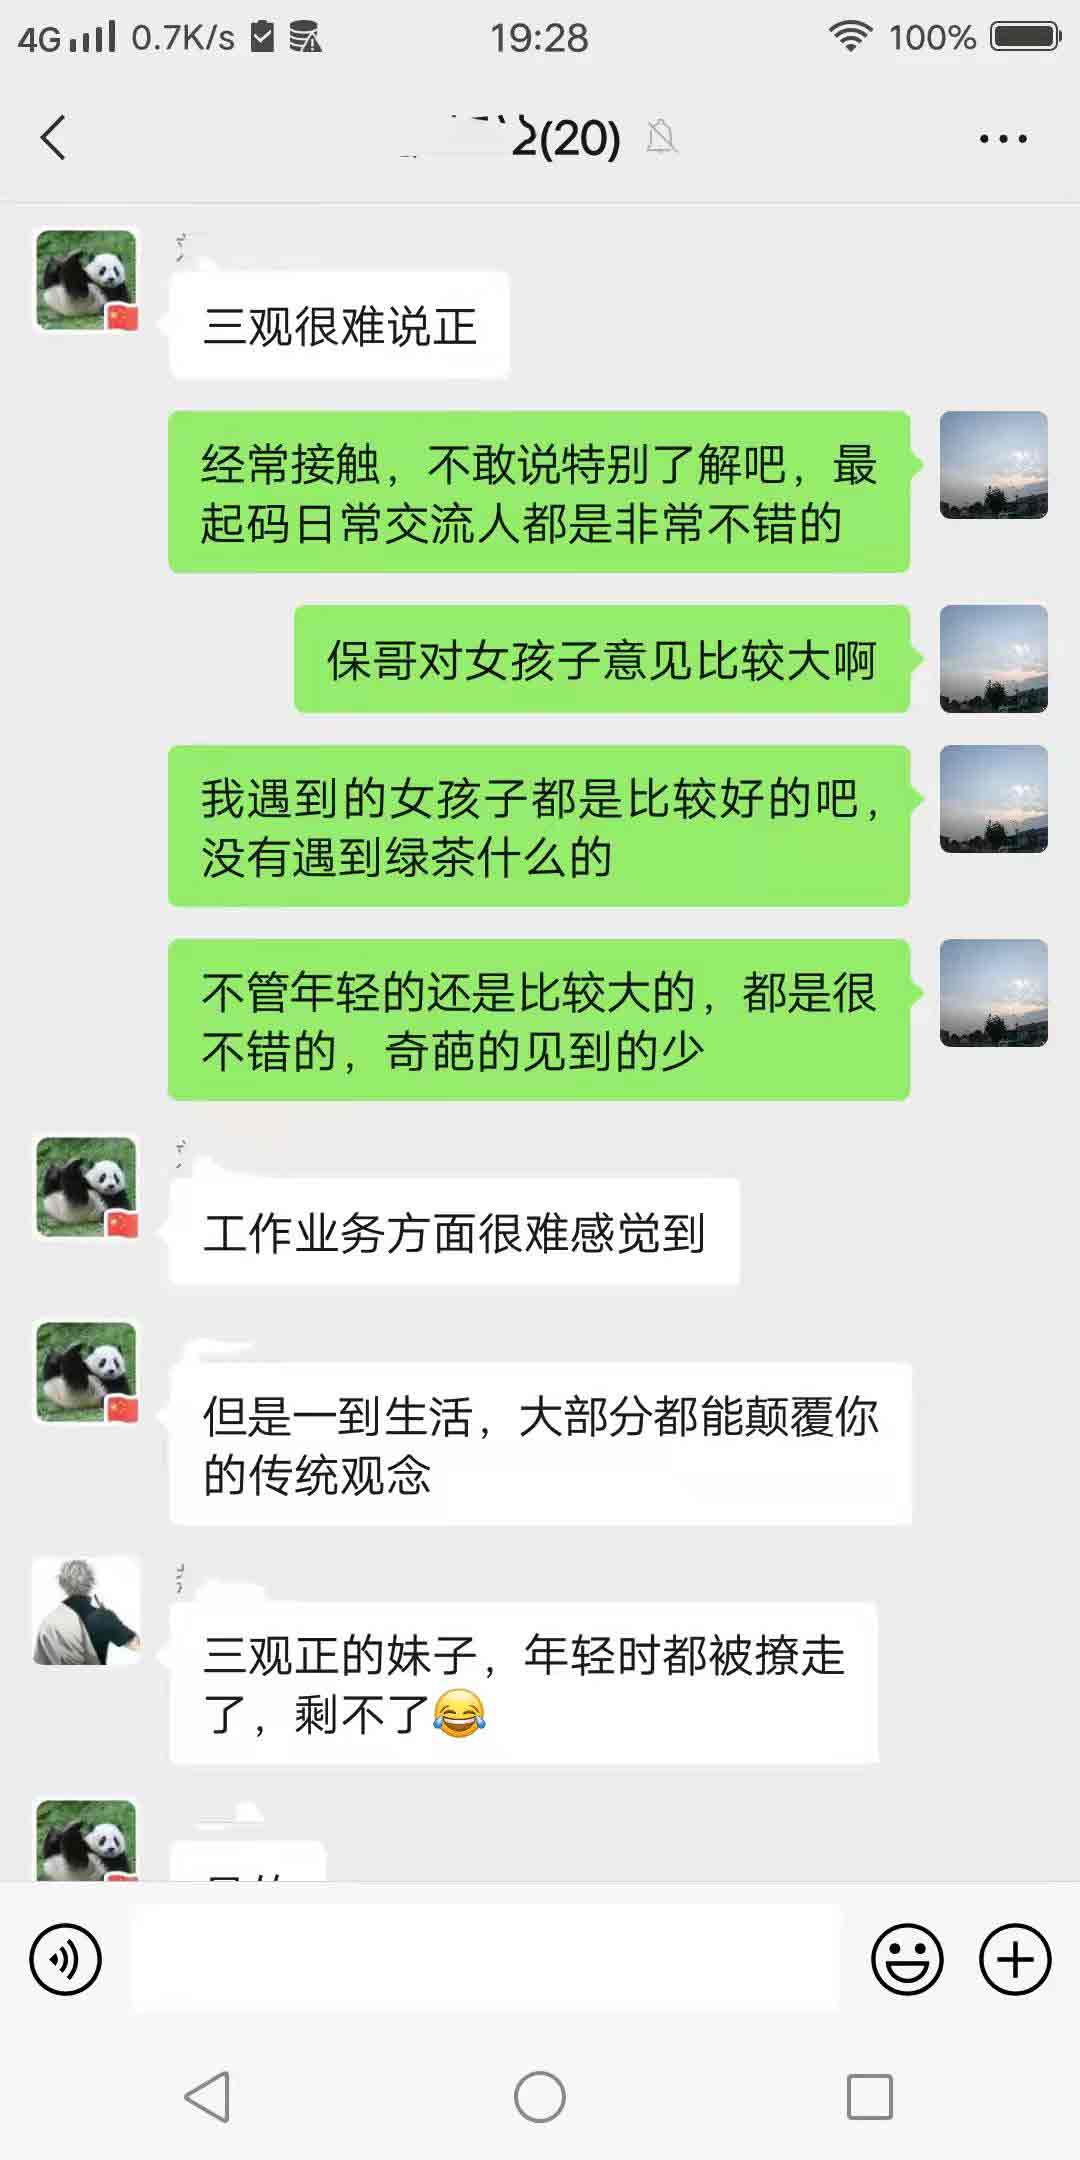 4G 0.7K/s 19:28 100%
2(20)
三观很难说正
经常接触，不敢说特别了解吧，最
起码日常交流人都是非常不错的
保哥对女孩子意见比较大啊
我遇到的女孩子都是比较好的吧，
没有遇到绿茶什么的
不管年轻的还是比较大的，都是很
不错的，奇葩的见到的少
工作业务方面很难感觉到
但是一到生活，大部分都能颠覆你
的传统观念
三观正的妹子，年轻时都被撩走
了，剩不了😂